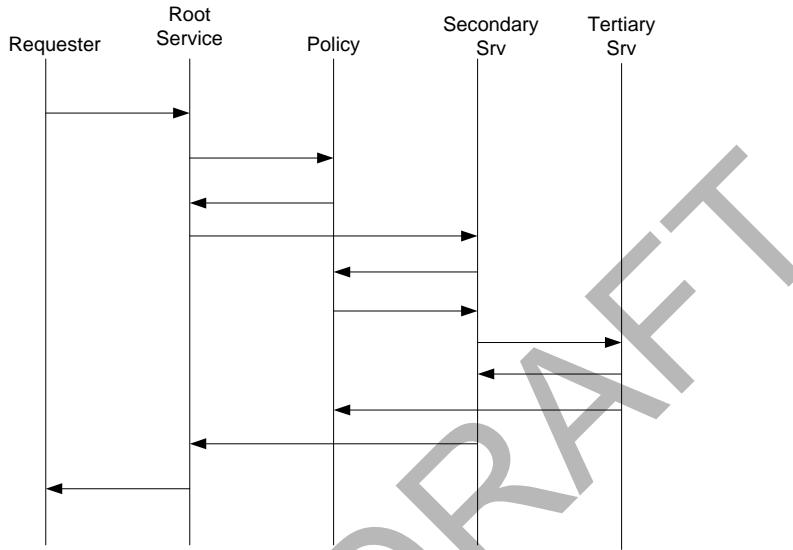 Requester
Root
Service
Policy
Secondary
Srv
Tertiary
Srv
DRAFT